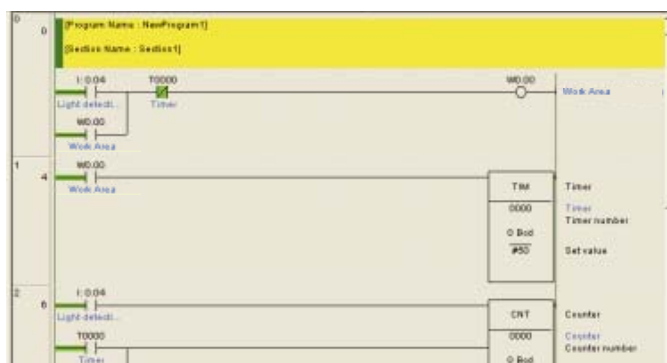 0
0
[Program Name : NewProgram1]
[Section Name : Section1]
I: 0.04
T0000
W0.00
Light detecti...
Timer
Work Area
W0.00
Work Area
1
4
W0.00
Work Area
TIM
Timer
0000
Timer
Timer number
0 Bcd
#50
Set value
2
6
I: 0.04
Light detecti...
CNT
Counter
T0000
Timer
0000
Counter
Counter number
0 Bcd